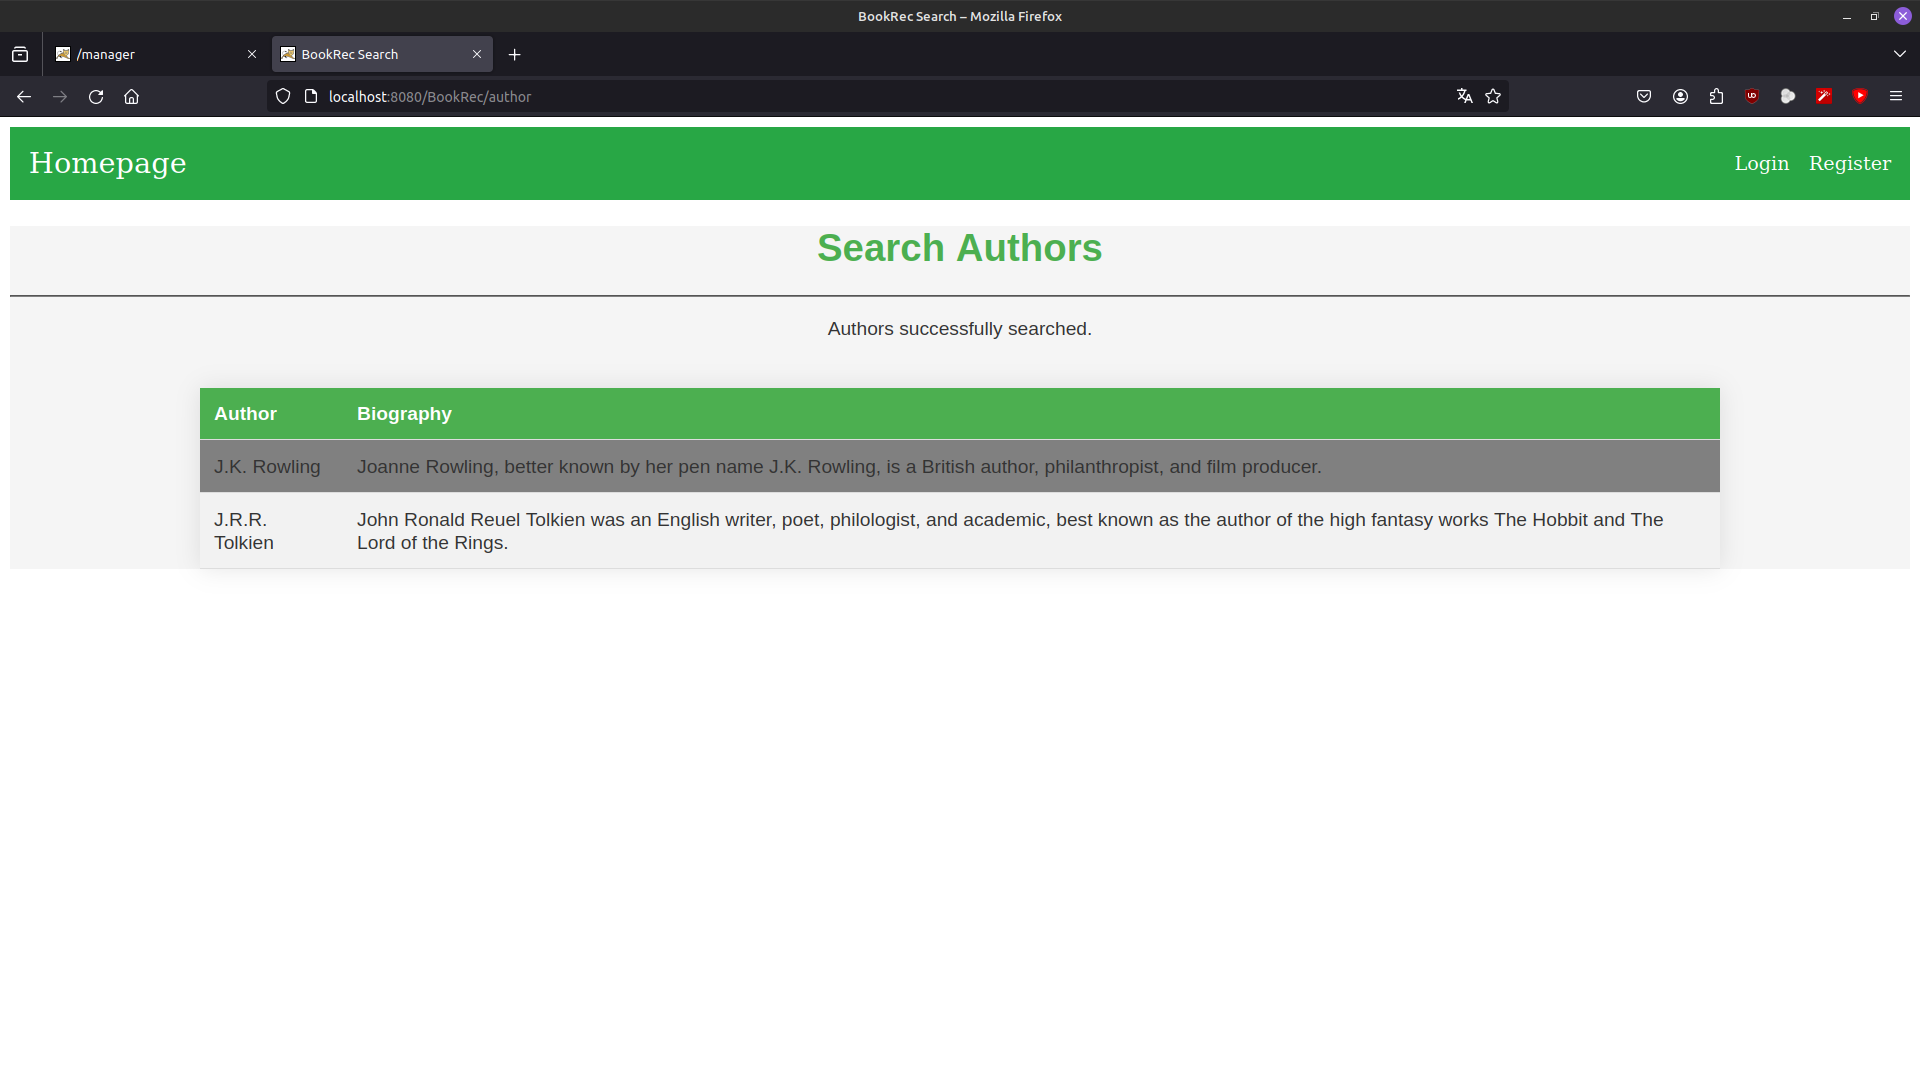 BookRec Search – Mozilla Firefox
/manager
BookRec Search
localhost:8080/BookRec/author
Homepage
Login
Register
Search Authors
Authors successfully searched.
Author
Biography
J.K. Rowling
Joanne Rowling, better known by her pen name J.K. Rowling, is a British author, philanthropist, and film producer.
J.R.R.
Tolkien
John Ronald Reuel Tolkien was an English writer, poet, philologist, and academic, best known as the author of the high fantasy works The Hobbit and The
Lord of the Rings.